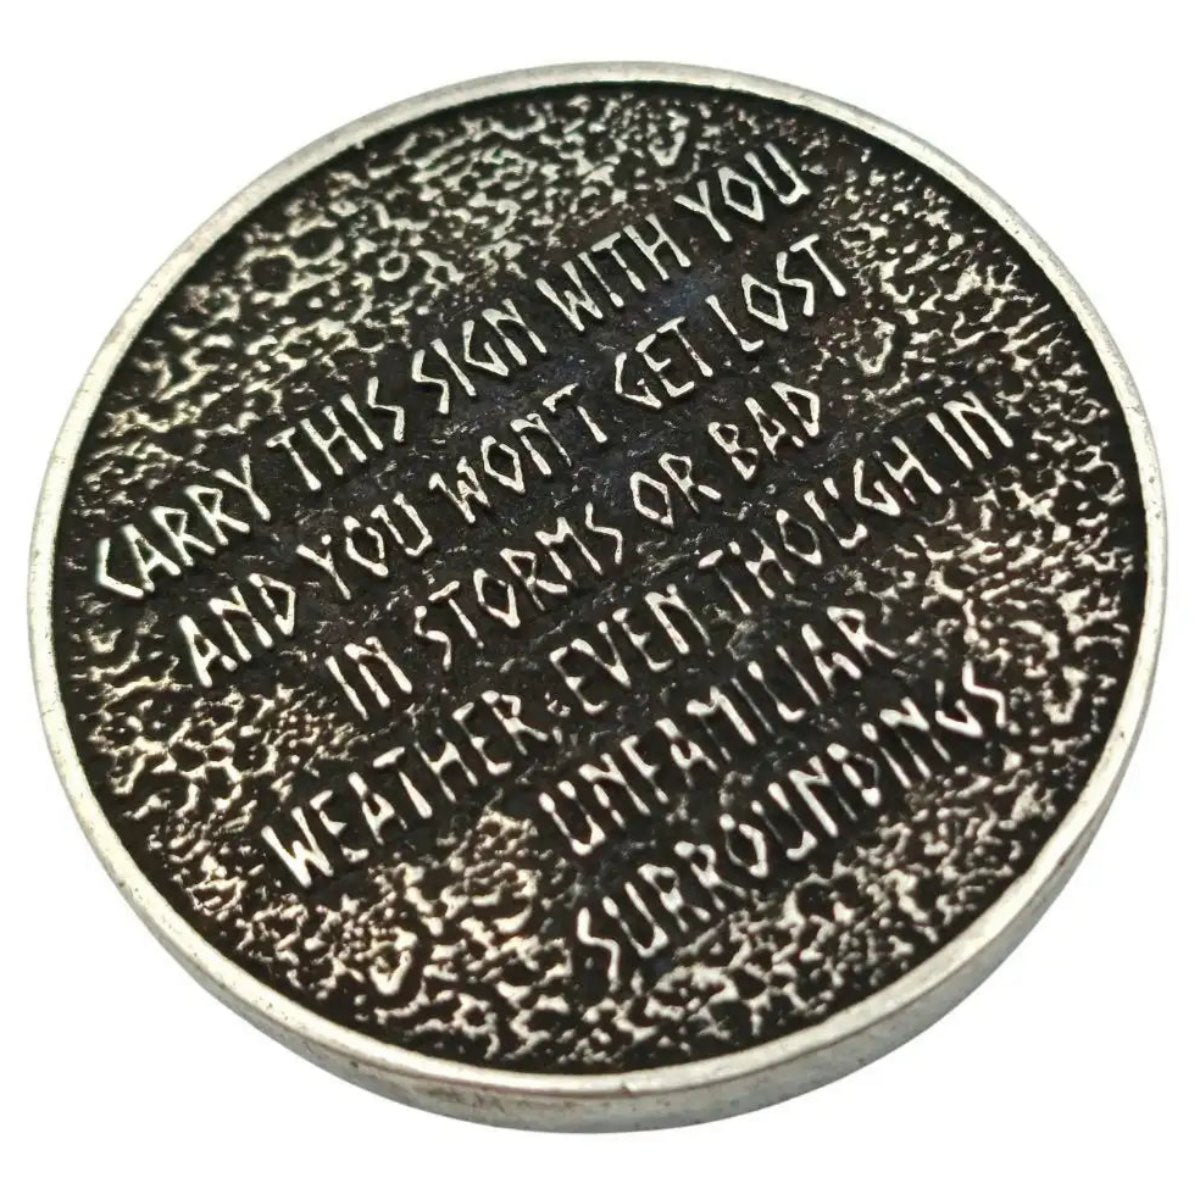 CARRY THIS SIGN WITH YOU
AND YOU WON'T GET LOST
IN STORMS OR BAD
WEATHER, EVEN THOUGH IN
UNFAMILIAR
SURROUNDINGS